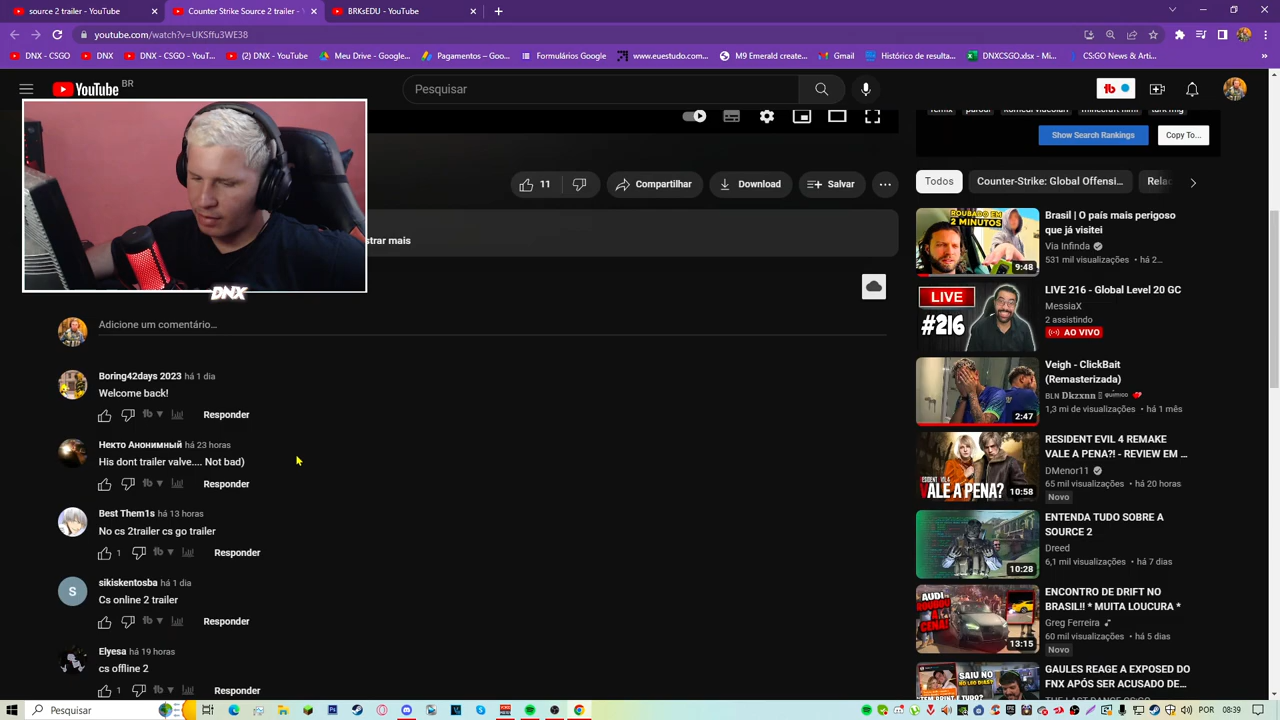 source 2 trailer - YouTube
Counter Strike Source 2 trailer -
BRKsEDU - YouTube
youtube.com/watch?v=UKSffu3WE38
DNX - CSGO
DNX - CSGO - YouT...
(2) DNX - YouTube
Meu Drive - Google...
Pagamentos – Goo...
Formulários Google
www.euestudo.com...
M9 Emerald create...
Gmail
Histórico de resulta...
DNXCSGO.xlsx - Mi...
CS:GO News & Arti...
YouTube BR
Pesquisar
Show Search Rankings
Copy To...
11
Compartilhar
Download
Salvar
strar mais
DNX
Todos
Counter-Strike: Global Offensi...
Relac
Adicione um comentário...
Boring42days 2023 há 1 dia
Welcome back!
Responder
Некто Анонимный há 23 horas
His dont trailer valve.... Not bad)
Responder
Best Them1s há 13 horas
No cs 2trailer cs go trailer
1
Responder
S
sikiskentosba há 1 dia
Cs online 2 trailer
Responder
Elyesa há 19 horas
cs offline 2
1
Responder
ROUBADO EM
2 MINUTOS
9:48
Brasil | O país mais perigoso
que já visitei
Via Infinda
531 mil visualizações • há 2...
LIVE
#216
LIVE 216 - Global Level 20 GC
MessiaX
2 assistindo
AO VIVO
2:47
Veigh - ClickBait
(Remasterizada)
1,3 mi de visualizações • há 1 mês
VALE A PENA?
10:58
RESIDENT EVIL 4 REMAKE
VALE A PENA?! - REVIEW EM ...
DMenor11
65 mil visualizações • há 20 horas
Novo
10:28
ENTENDA TUDO SOBRE A
SOURCE 2
Dreed
6,1 mil visualizações • há 7 dias
AUDI
ROUBOU
A
CENA!
13:15
ENCONTRO DE DRIFT NO
BRASIL!! * MUITA LOUCURA *
Greg Ferreira
60 mil visualizações • há 5 dias
Novo
SAIU NO
GAULES REAGE A EXPOSED DO
FNX APÓS SER ACUSADO DE...
Pesquisar
POR
08:39